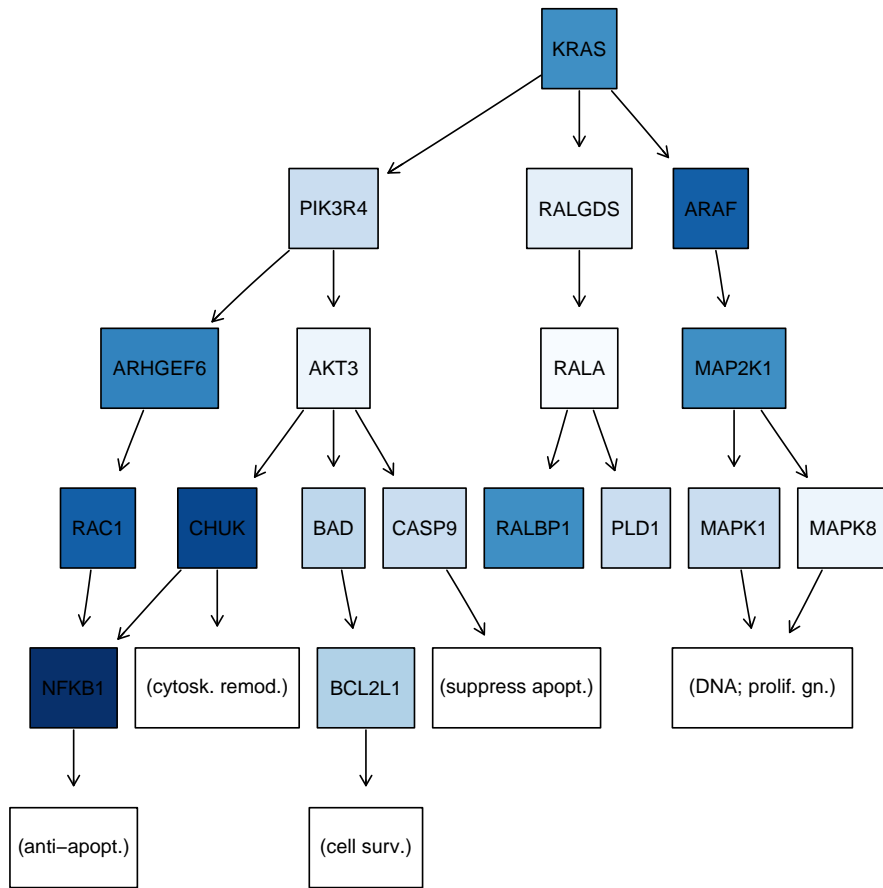 KRAS
PIK3R4
RALGDS
ARAF
ARHGEF6
AKT3
RALA
MAP2K1
RAC1
CHUK
BAD
CASP9
RALBP1
PLD1
MAPK1
MAPK8
NFKB1
(cytosk. remod.)
BCL2L1
(suppress apopt.)
(DNA; prolif. gn.)
(anti−apopt.)
(cell surv.)